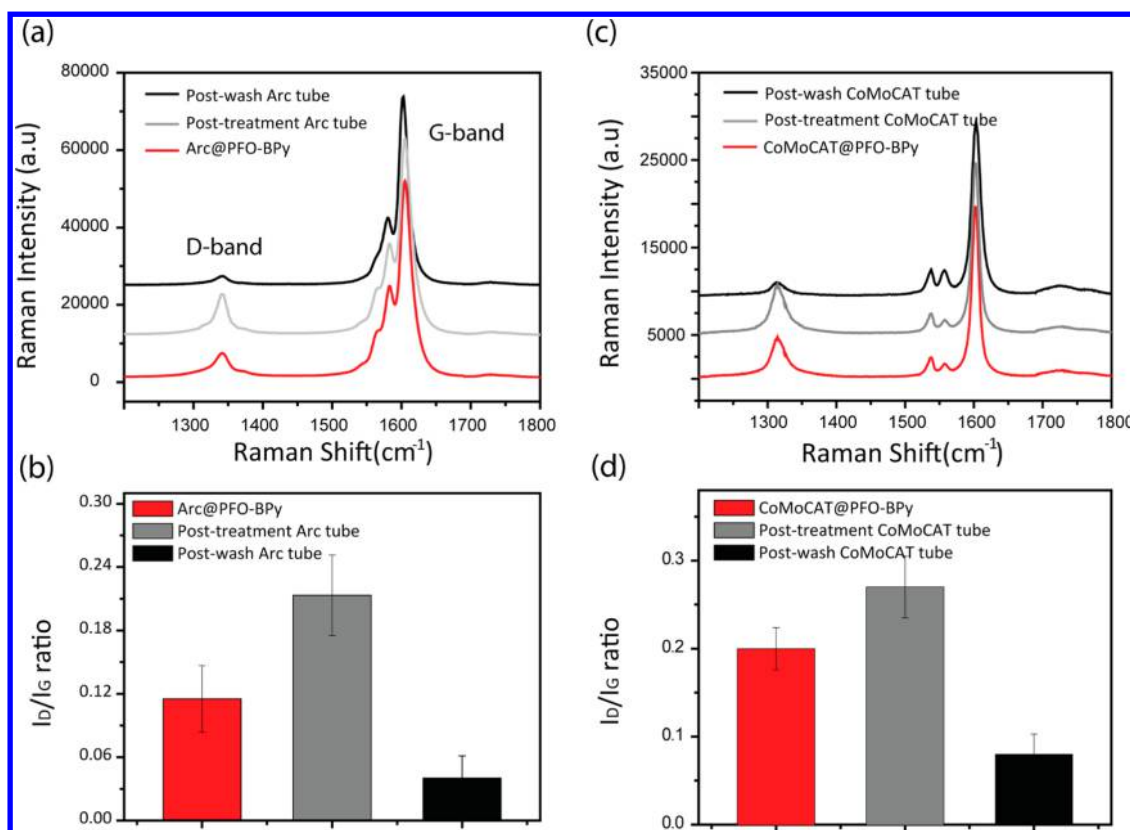 (a)
80000
60000
40000
20000
0
Raman Intensity (a.u)
Post-wash Arc tube
Post-treatment Arc tube
Arc@PFO-BPy
G-band
D-band
1300 1400 1500 1600 1700 1800
Raman Shift(cm-1)
(c)
35000
25000
15000
5000
Raman Intensity (a.u)
Post-wash CoMoCAT tube
Post-treatment CoMoCAT tube
CoMoCAT@PFO-BPy
1300 1400 1500 1600 1700 1800
Raman Shift(cm-1)
(b)
0.30
0.24
0.18
0.12
0.06
0.00
ID/IG ratio
Arc@PFO-BPy
Post-treatment Arc tube
Post-wash Arc tube
(d)
0.3
0.2
0.1
0.0
ID/IG ratio
CoMoCAT@PFO-BPy
Post-treatment CoMoCAT tube
Post-wash CoMoCAT tube